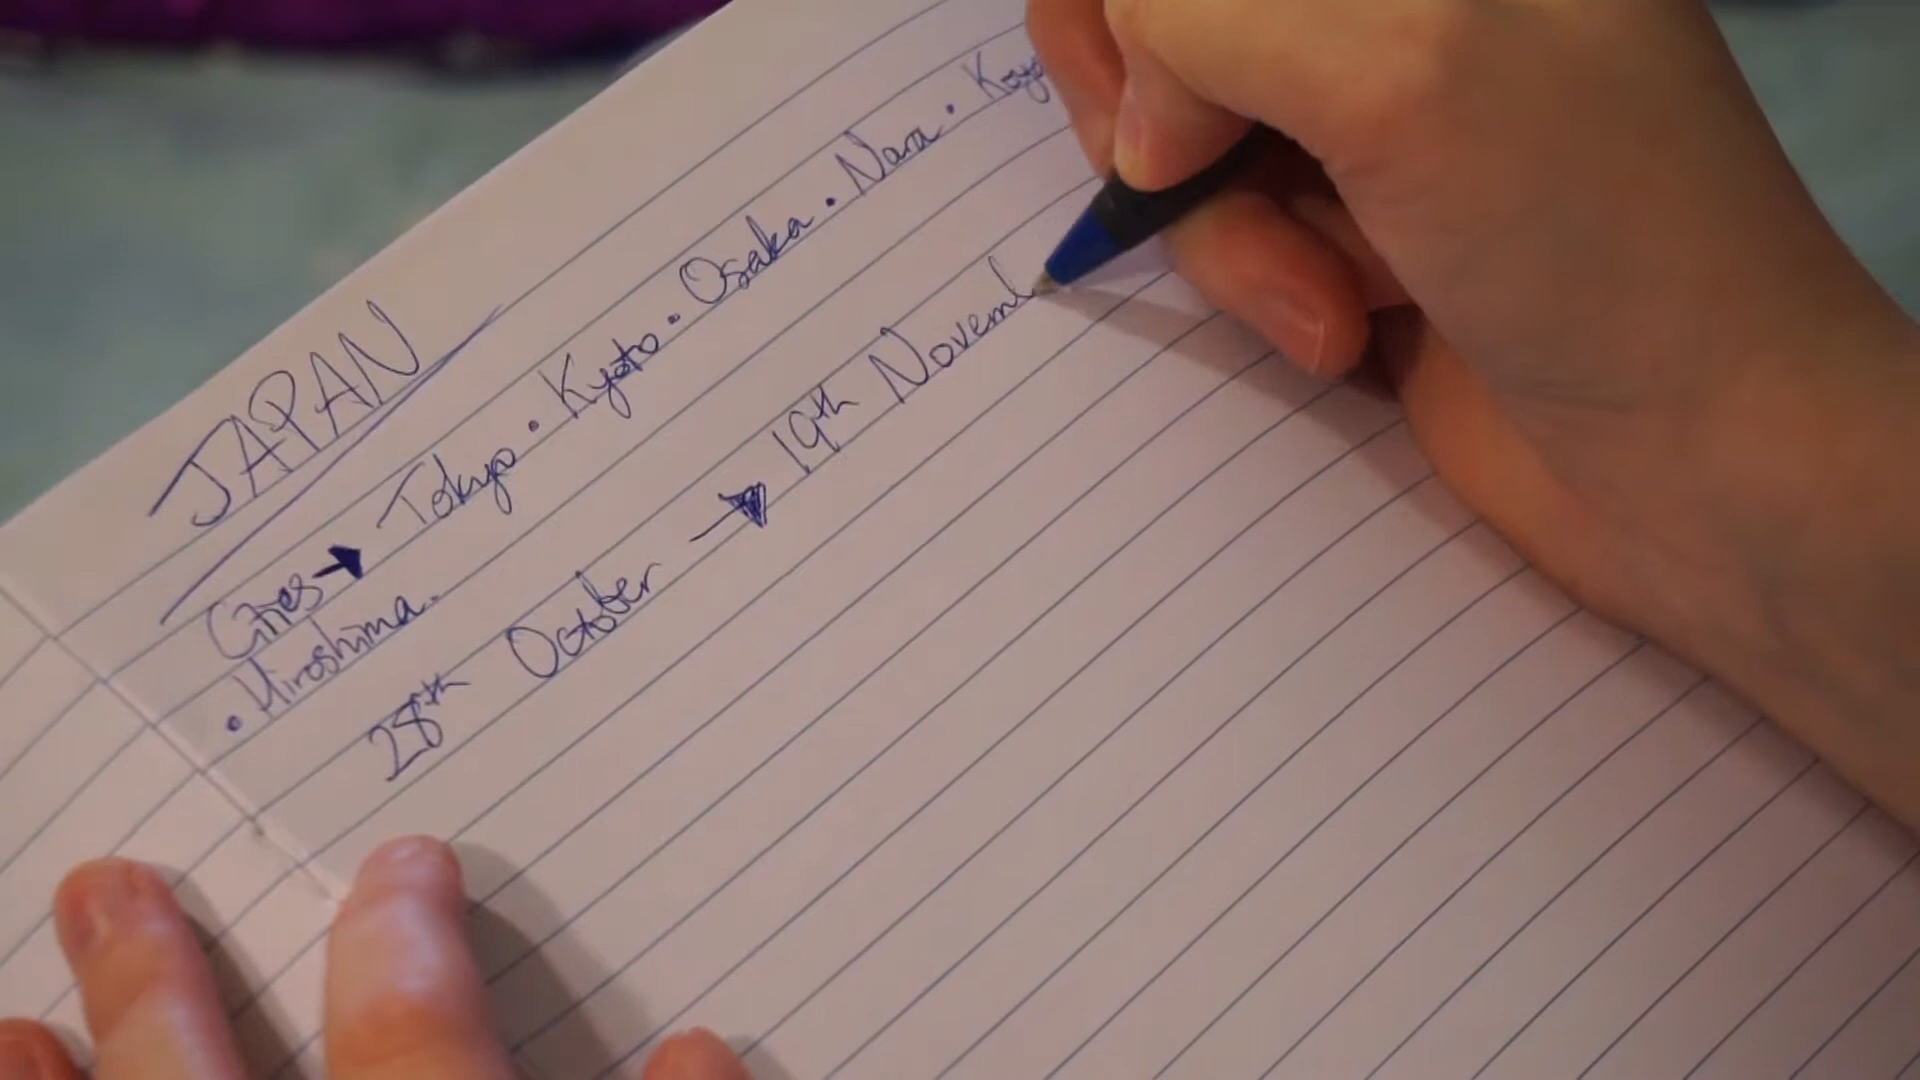 JAPAN
Cities → Tokyo • Kyoto • Osaka • Nara •
• Hiroshima.
28th October → 19th Novem